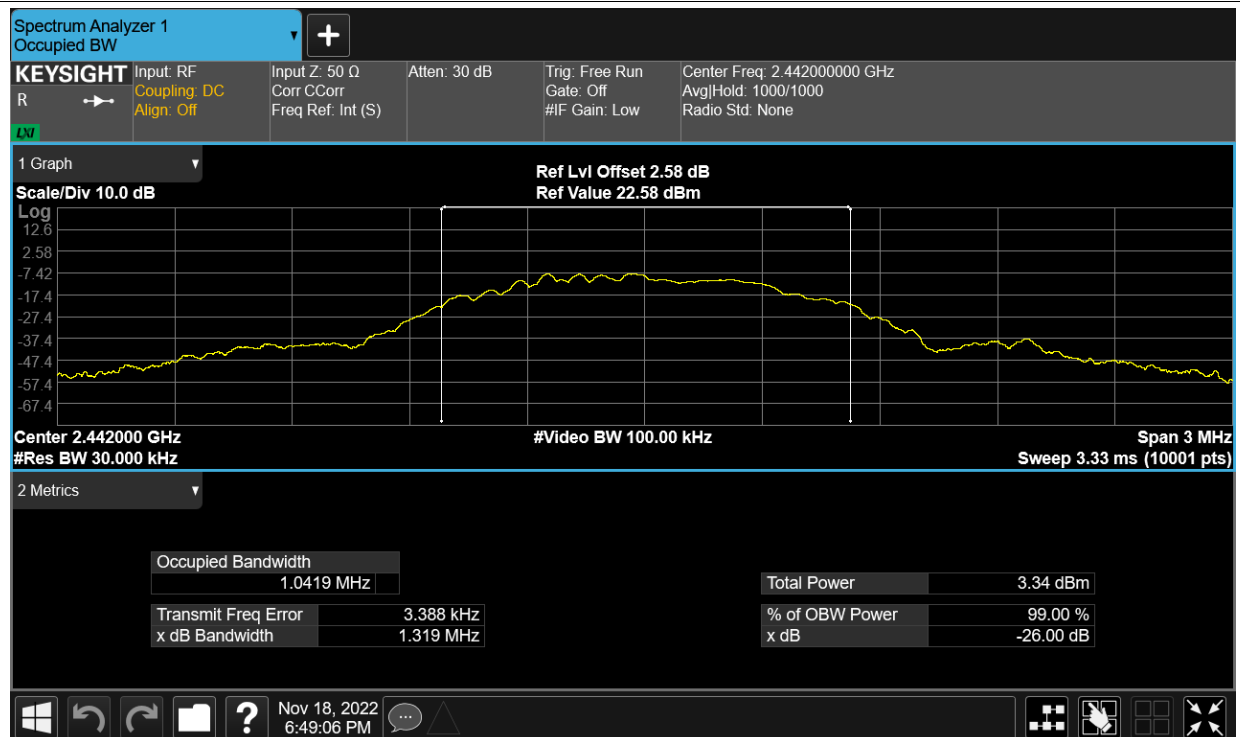 Spectrum Analyzer 1
Occupied BW
+
KEYSIGHT Input: RF Input Z: 50 Ω Atten: 30 dB Trig: Free Run Center Freq: 2.442000000 GHz
R Coupling: DC Corr CCorr Gate: Off Avg|Hold: 1000/1000
Align: Off Freq Ref: Int (S) #IF Gain: Low Radio Std: None
LXI
1 Graph
Ref Lvl Offset 2.58 dB
Scale/Div 10.0 dB Ref Value 22.58 dBm
Log
12.6
2.58
-7.42
-17.4
-27.4
-37.4
-47.4
-57.4
-67.4
Center 2.442000 GHz #Video BW 100.00 kHz Span 3 MHz
#Res BW 30.000 kHz Sweep 3.33 ms (10001 pts)
2 Metrics
Occupied Bandwidth
1.0419 MHz Total Power 3.34 dBm
Transmit Freq Error 3.388 kHz % of OBW Power 99.00 %
x dB Bandwidth 1.319 MHz x dB -26.00 dB
? Nov 18, 2022
6:49:06 PM